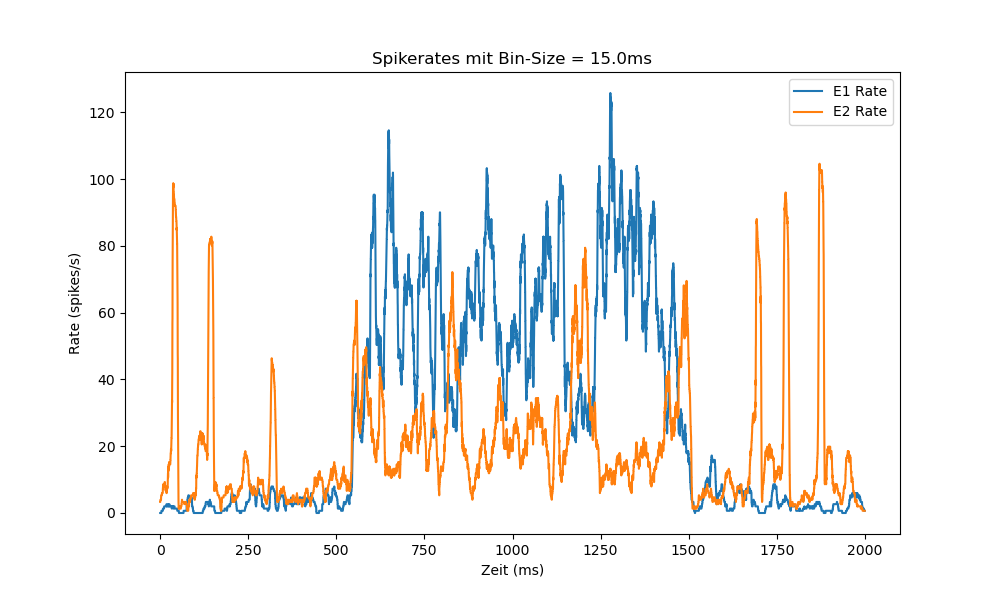 Spikerates mit Bin-Size = 15.0ms
E1 Rate
E2 Rate
Rate (spikes/s)
120
100
80
60
40
20
0
0 250 500 750 1000 1250 1500 1750 2000
Zeit (ms)